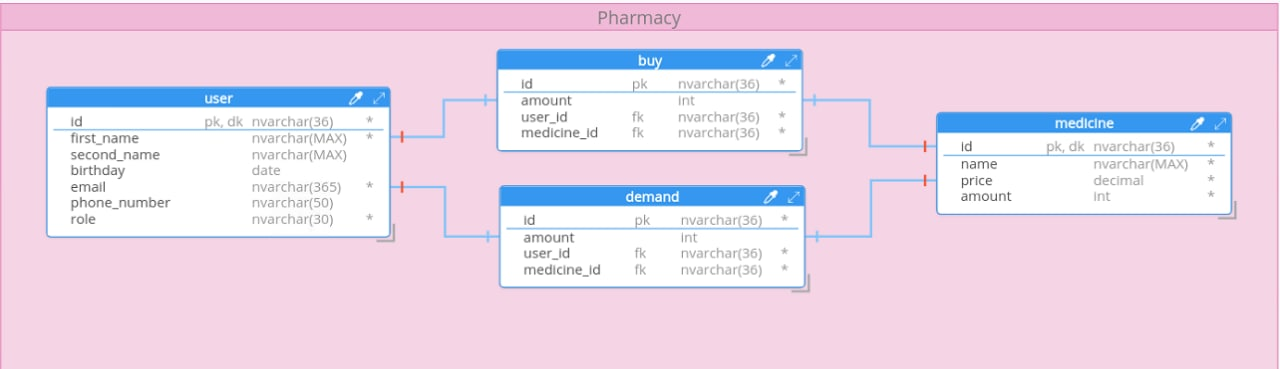 Pharmacy
user
id pk, dk nvarchar(36) *
first_name nvarchar(MAX) *
second_name nvarchar(MAX)
birthday date
email nvarchar(365) *
phone_number nvarchar(50)
role nvarchar(30) *
buy
id pk nvarchar(36) *
amount int
user_id fk nvarchar(36) *
medicine_id fk nvarchar(36) *
demand
id pk nvarchar(36) *
amount int
user_id fk nvarchar(36) *
medicine_id fk nvarchar(36) *
medicine
id pk, dk nvarchar(36) *
name nvarchar(MAX) *
price decimal *
amount int *